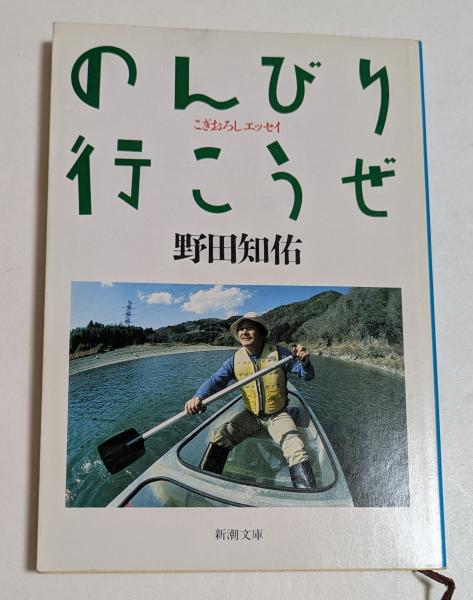 のんびり
こぎおろしエッセイ
行こうぜ
野田知佑
新潮文庫